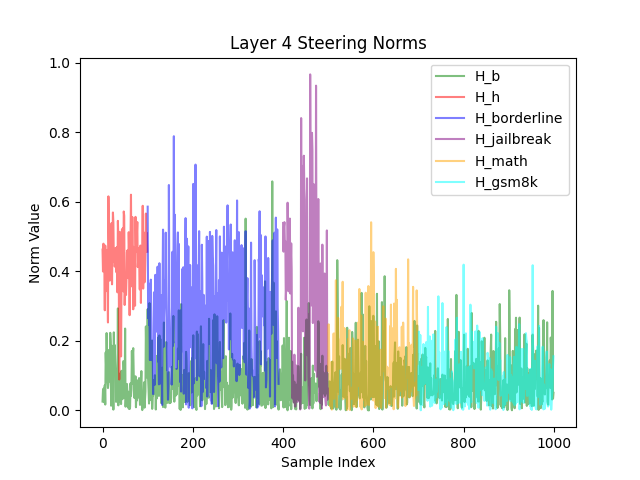 Layer 4 Steering Norms
1.0
0.8
0.6
0.4
0.2
0.0
Norm Value
H_b
H_h
H_borderline
H_jailbreak
H_math
H_gsm8k
0 200 400 600 800 1000
Sample Index